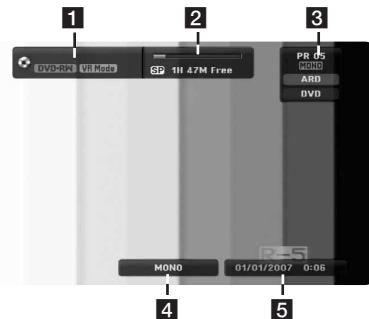 1 2 3
DVD-RW VR Mode
SP 1H 47M Free
PR 05
MONO
ARD
DVD
R-5
MONO
01/01/2007 0:06
4 5